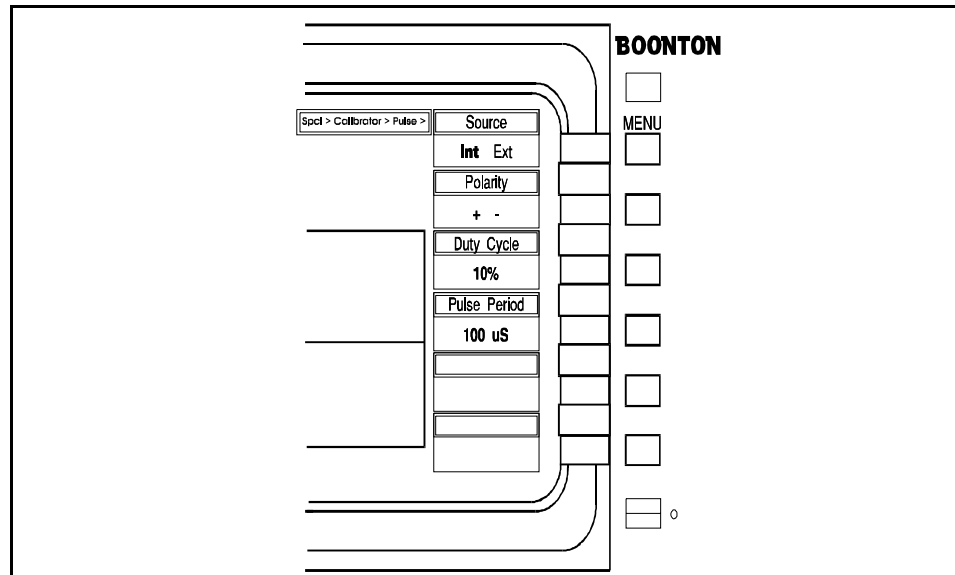 BOONTON
Spcl > Calibrator > Pulse >
Source
MENU
Int Ext
Polarity
+ -
Duty Cycle
10%
Pulse Period
100 uS
O